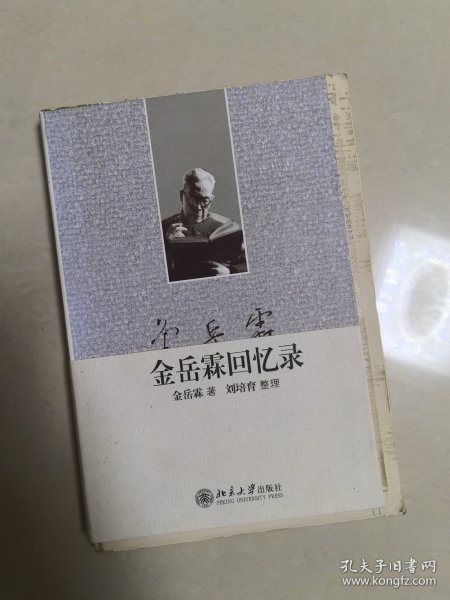 金岳霖
金岳霖回忆录
金岳霖 著 刘培育 整理
北京大学出版社
PEKING UNIVERSITY PRESS
孔夫子旧书网
www.kongfz.com